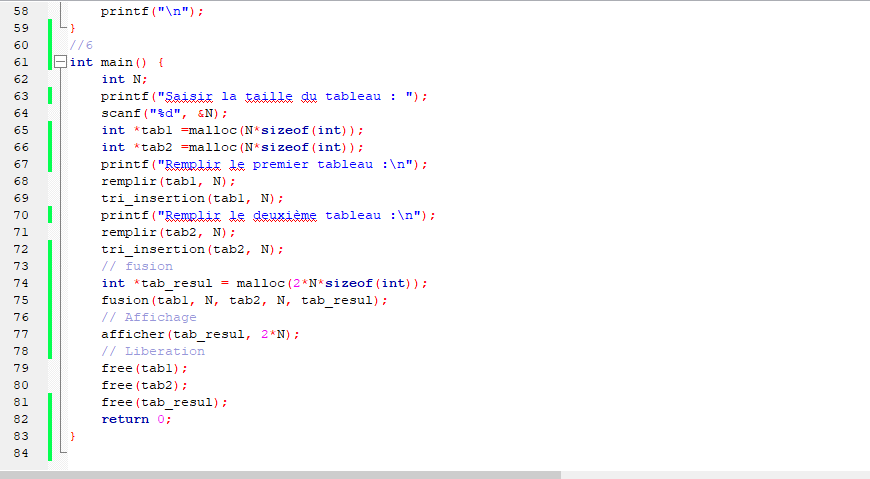 58 printf("\n");
59 }
60 //6
61 int main() {
62 int N;
63 printf("Saisir la taille du tableau : ");
64 scanf("%d", &N);
65 int *tab1 =malloc(N*sizeof(int));
66 int *tab2 =malloc(N*sizeof(int));
67 printf("Remplir le premier tableau :\n");
68 remplir(tab1, N);
69 tri_insertion(tab1, N);
70 printf("Remplir le deuxième tableau :\n");
71 remplir(tab2, N);
72 tri_insertion(tab2, N);
73 // fusion
74 int *tab_resul = malloc(2*N*sizeof(int));
75 fusion(tab1, N, tab2, N, tab_resul);
76 // Affichage
77 afficher(tab_resul, 2*N);
78 // Liberation
79 free(tab1);
80 free(tab2);
81 free(tab_resul);
82 return 0;
83 }
84